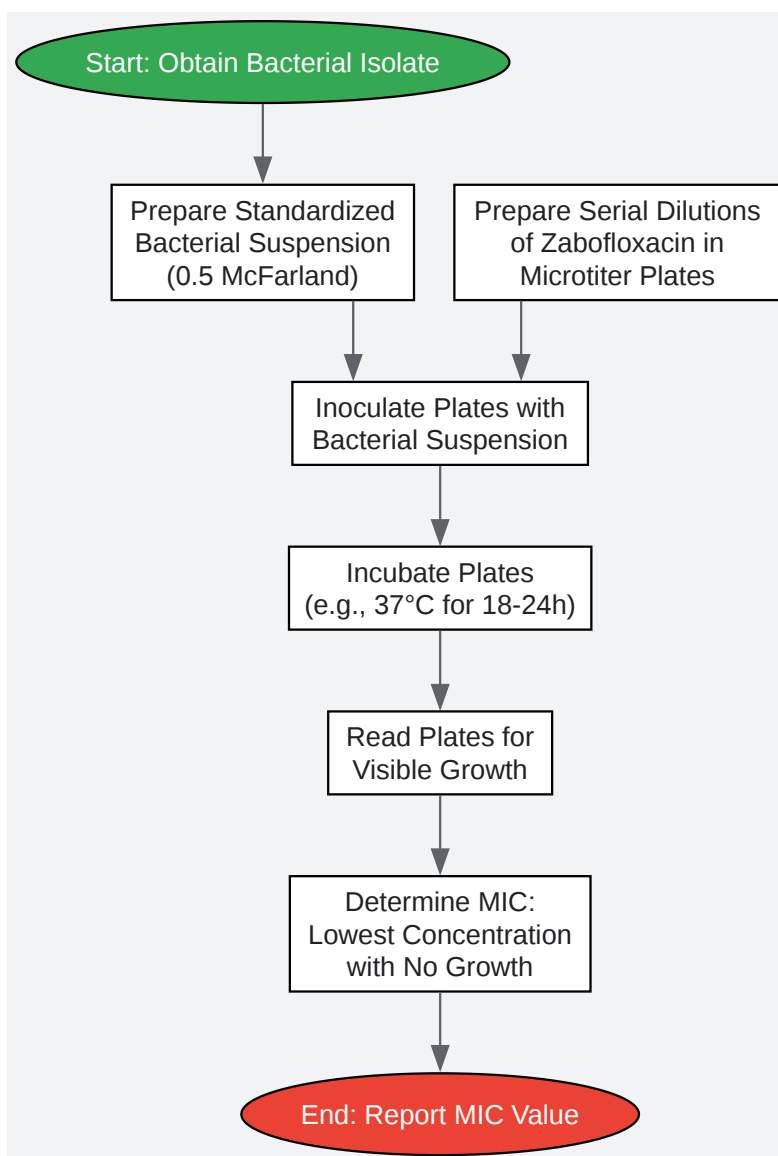 Start: Obtain Bacterial Isolate
Prepare Standardized
Bacterial Suspension
(0.5 McFarland)
Prepare Serial Dilutions
of Zabofloxacin in
Microtiter Plates
Inoculate Plates with
Bacterial Suspension
Incubate Plates
(e.g., 37°C for 18-24h)
Read Plates for
Visible Growth
Determine MIC:
Lowest Concentration
with No Growth
End: Report MIC Value